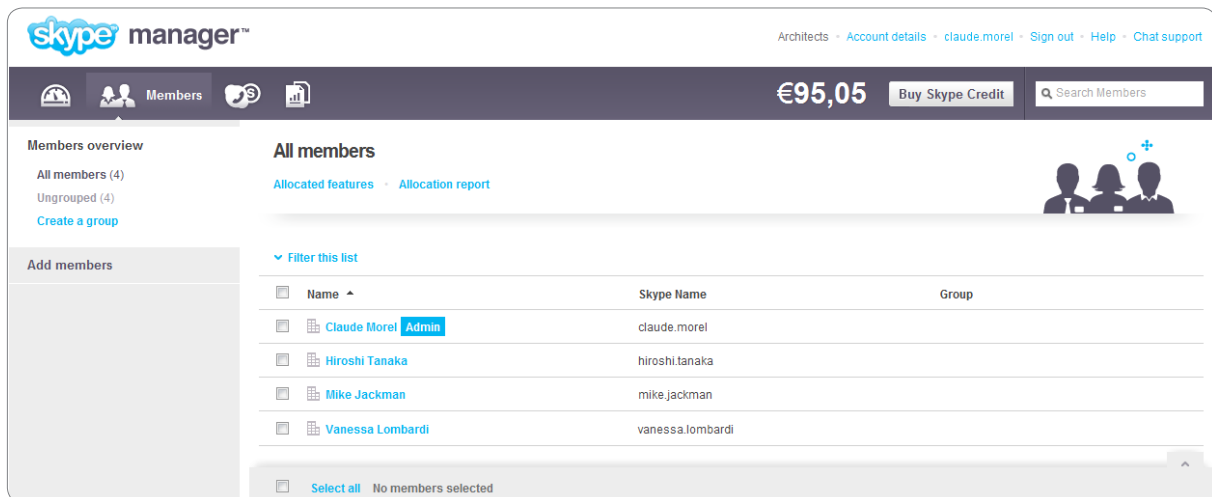 skype manager™
Architects • Account details • claude.morel • Sign out • Help • Chat support
Members
€95,05
Buy Skype Credit
Search Members
Members overview
All members (4)
Ungrouped (4)
Create a group
Add members
All members
Allocated features • Allocation report
Filter this list
Name Skype Name Group
Claude Morel Admin claude.morel
Hiroshi Tanaka hiroshi.tanaka
Mike Jackman mike.jackman
Vanessa Lombardi vanessa.lombardi
Select all No members selected